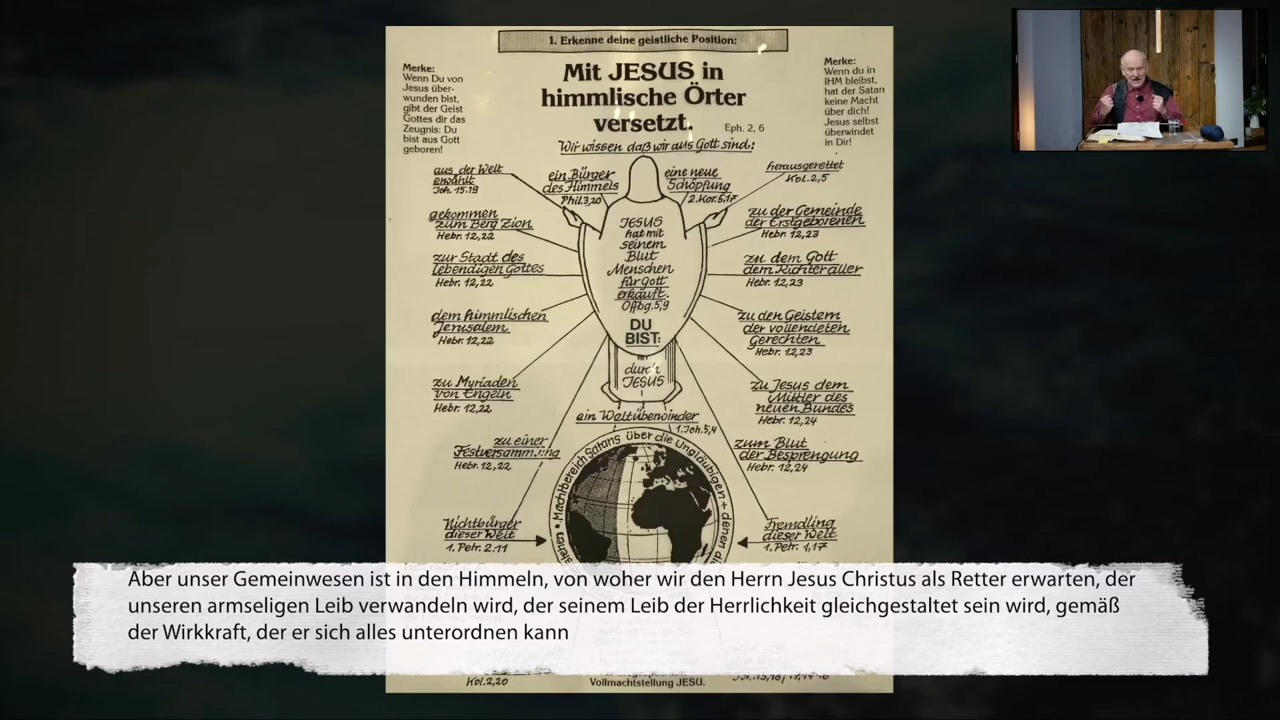 1. Erkenne deine geistliche Position:
Merke:
Wenn Du von
Jesus über-
wunden bist,
gibt der Geist
Gottes dir das
Zeugnis: Du
bist aus Gott
geboren!
Mit JESUS in
himmlische Örter
versetzt.
Eph. 2, 6
Merke:
Wenn du in
IHM bleibst,
hat der Satan
keine Macht
über dich!
Jesus selbst
überwindet
in Dir!
Wir wissen daß wir aus Gott sind:
aus der Welt
erwählt
Joh. 15.19
ein Bürger
des Himmels
Phil.3,20
eine neue
Schöpfung
2.Kor.5,17
herausgerettet
Kol.2,5
gekommen
zum Berg Zion
Hebr. 12,22
zu der Gemeinde
der Erstgeborenen
Hebr. 12,23
zur Stadt des
lebendigen Gottes
Hebr. 12,22
zu dem Gott
dem Richter aller
Hebr. 12,23
dem himmlischen
Jerusalem
Hebr. 12,22
zu den Geistern
der vollendeten
Gerechten
Hebr. 12,23
zu Myriaden
von Engeln
Hebr. 12,22
zu Jesus dem
Mittler des
neuen Bundes
Hebr. 12,24
zu einer
Festversammlung
Hebr. 12,22
zum Blut
der Besprengung
Hebr. 12,24
JESUS
hat mit
seinem
Blut
Menschen
für Gott
erkauft.
Offbg.5,9
DU
BIST:
durch
JESUS
ein Weltüberwinder
1.Joh.5,4
Machtbereich Satans über die Ungläubigen + denen die
stehen
Nichtbürger
dieser Welt
1. Petr. 2.11
Fremdling
dieser Welt
1. Petr. 1,17
Aber unser Gemeinwesen ist in den Himmeln, von woher wir den Herrn Jesus Christus als Retter erwarten, der
unseren armseligen Leib verwandeln wird, der seinem Leib der Herrlichkeit gleichgestaltet sein wird, gemäß
der Wirkkraft, der er sich alles unterordnen kann
Kol.2,20
Vollmachtstellung JESU.